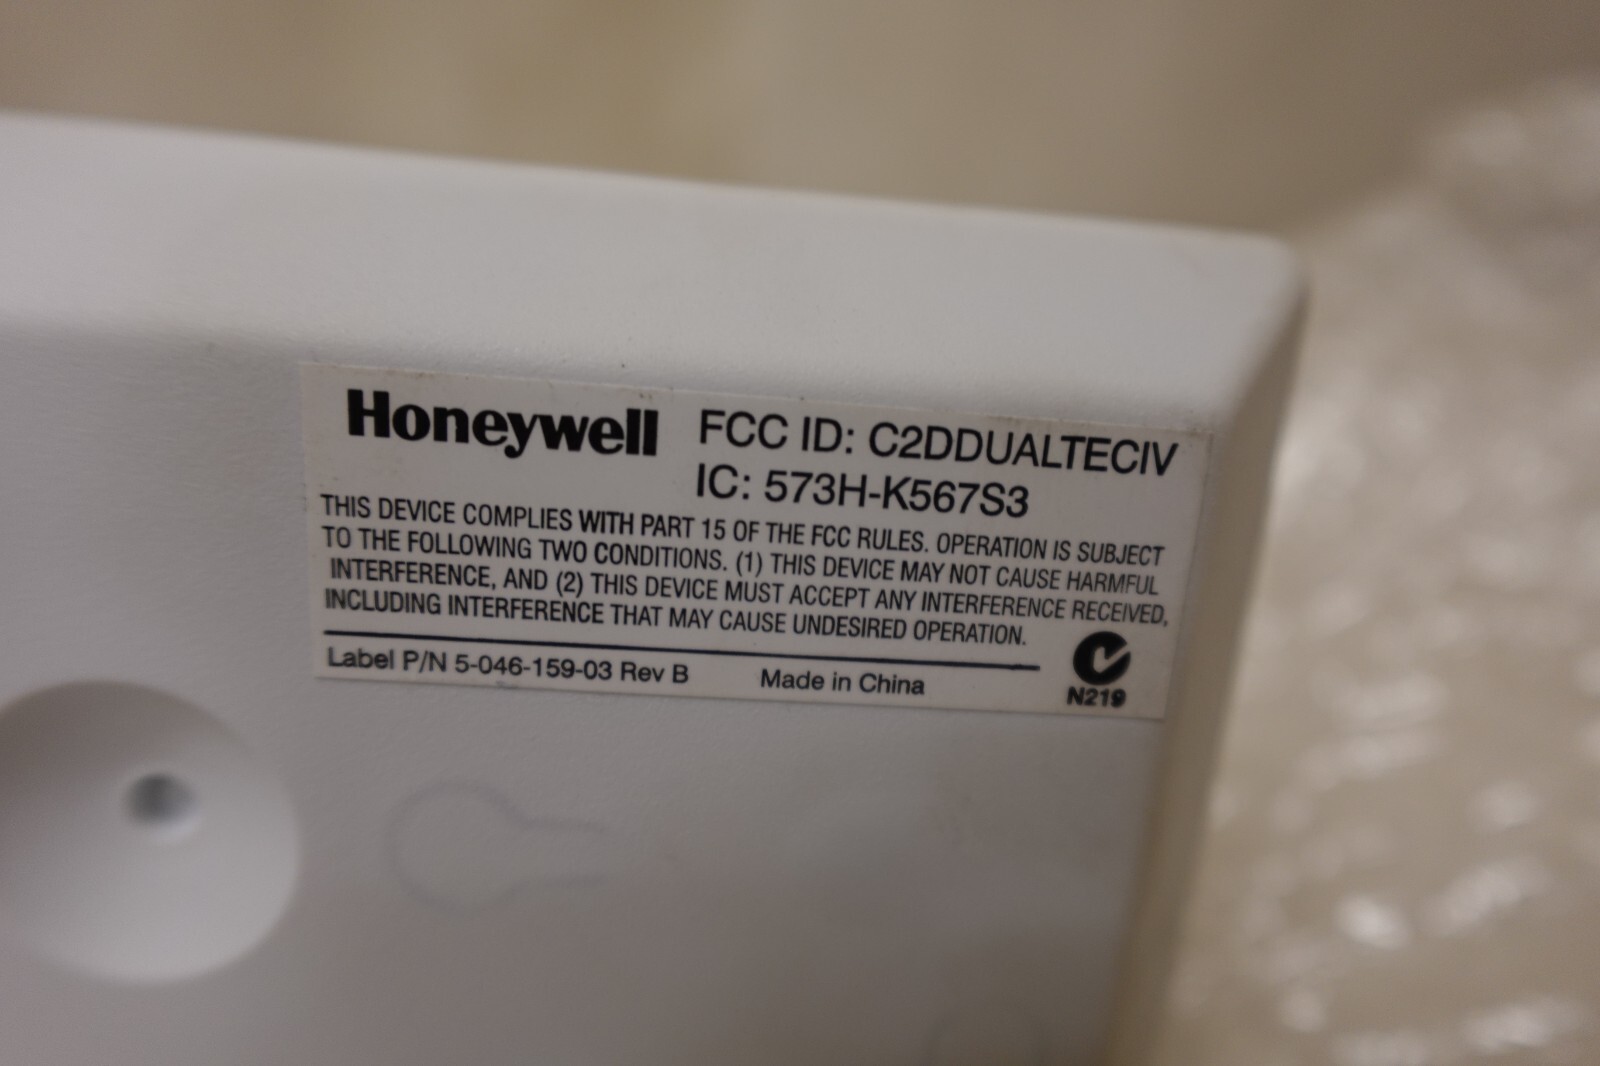 Honeywell FCC ID: C2DDUALTECIV
IC: 573H-K567S3
THIS DEVICE COMPLIES WITH PART 15 OF THE FCC RULES. OPERATION IS SUBJECT
TO THE FOLLOWING TWO CONDITIONS. (1) THIS DEVICE MAY NOT CAUSE HARMFUL
INTERFERENCE, AND (2) THIS DEVICE MUST ACCEPT ANY INTERFERENCE RECEIVED,
INCLUDING INTERFERENCE THAT MAY CAUSE UNDESIRED OPERATION.
Label P/N 5-046-159-03 Rev B Made in China
N219